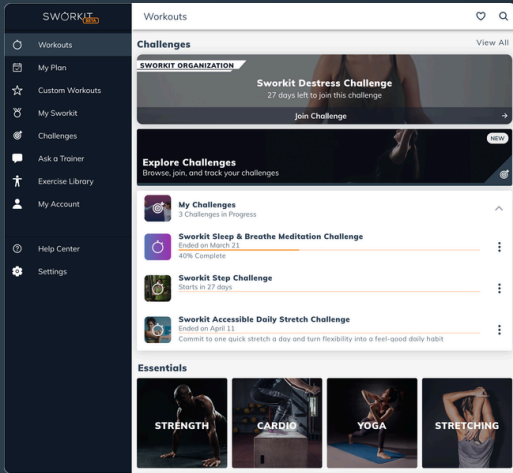 SWORKIT
BETA
Workouts
My Plan
Custom Workouts
My Sworkit
Challenges
Ask a Trainer
Exercise Library
My Account
Help Center
Settings
Workouts
Challenges
View All
SWORKIT ORGANIZATION
Sworkit Destress Challenge
27 days left to join this challenge
Join Challenge
NEW
Explore Challenges
Browse, join, and track your challenges
My Challenges
3 Challenges in Progress
Sworkit Sleep & Breathe Meditation Challenge
Ended on March 21
40% Complete
Sworkit Step Challenge
Starts in 27 days
Sworkit Accessible Daily Stretch Challenge
Ended on April 11
Commit to one quick stretch a day and turn flexibility into a feel-good daily habit
Essentials
STRENGTH
CARDIO
YOGA
STRETCHING